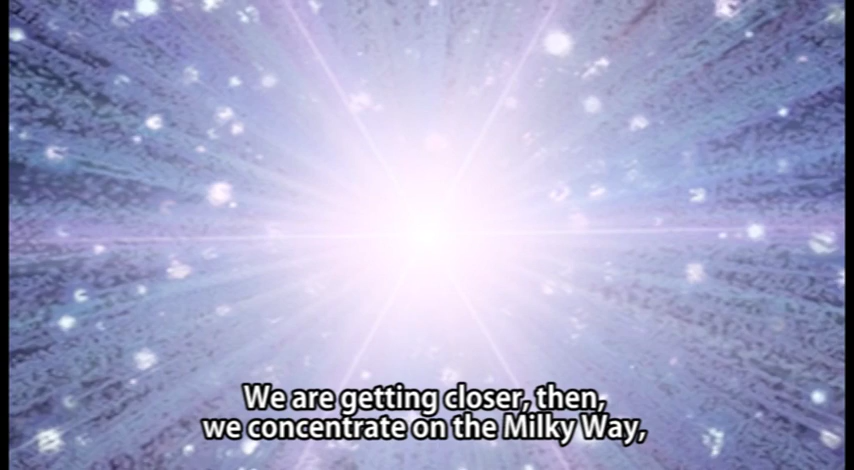 We are getting closer, then,
we concentrate on the Milky Way,